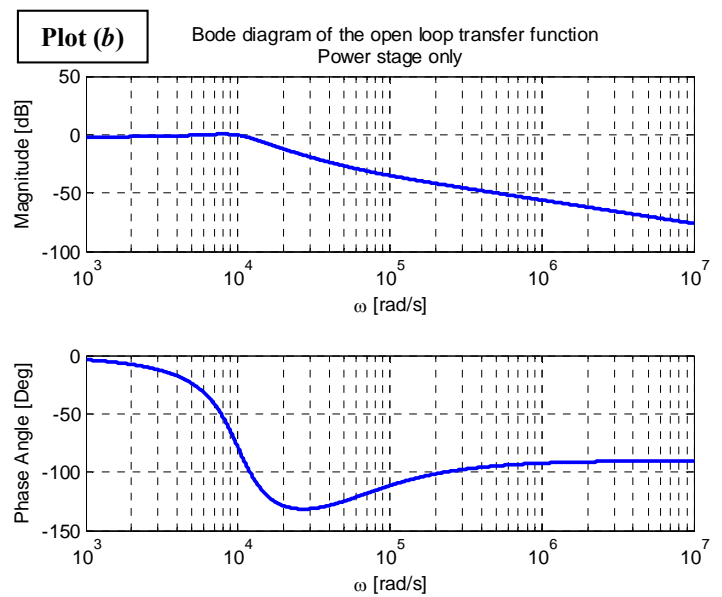 Plot (b)
Bode diagram of the open loop transfer function
Power stage only
Magnitude [dB]
50
0
-50
-100
10^3 10^4 10^5 10^6 10^7
ω [rad/s]
Phase Angle [Deg]
0
-50
-100
-150
10^3 10^4 10^5 10^6 10^7
ω [rad/s]